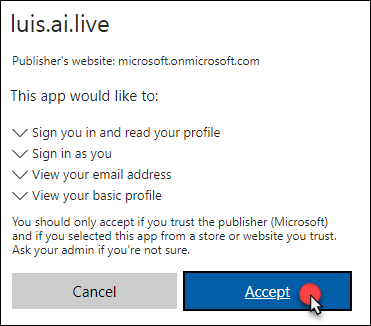 luis.ai.live
Publisher's website: microsoft.onmicrosoft.com
This app would like to:
Sign you in and read your profile
Sign in as you
View your email address
View your basic profile
You should only accept if you trust the publisher (Microsoft)
and if you selected this app from a store or website you trust.
Ask your admin if you're not sure.
Cancel
Accept